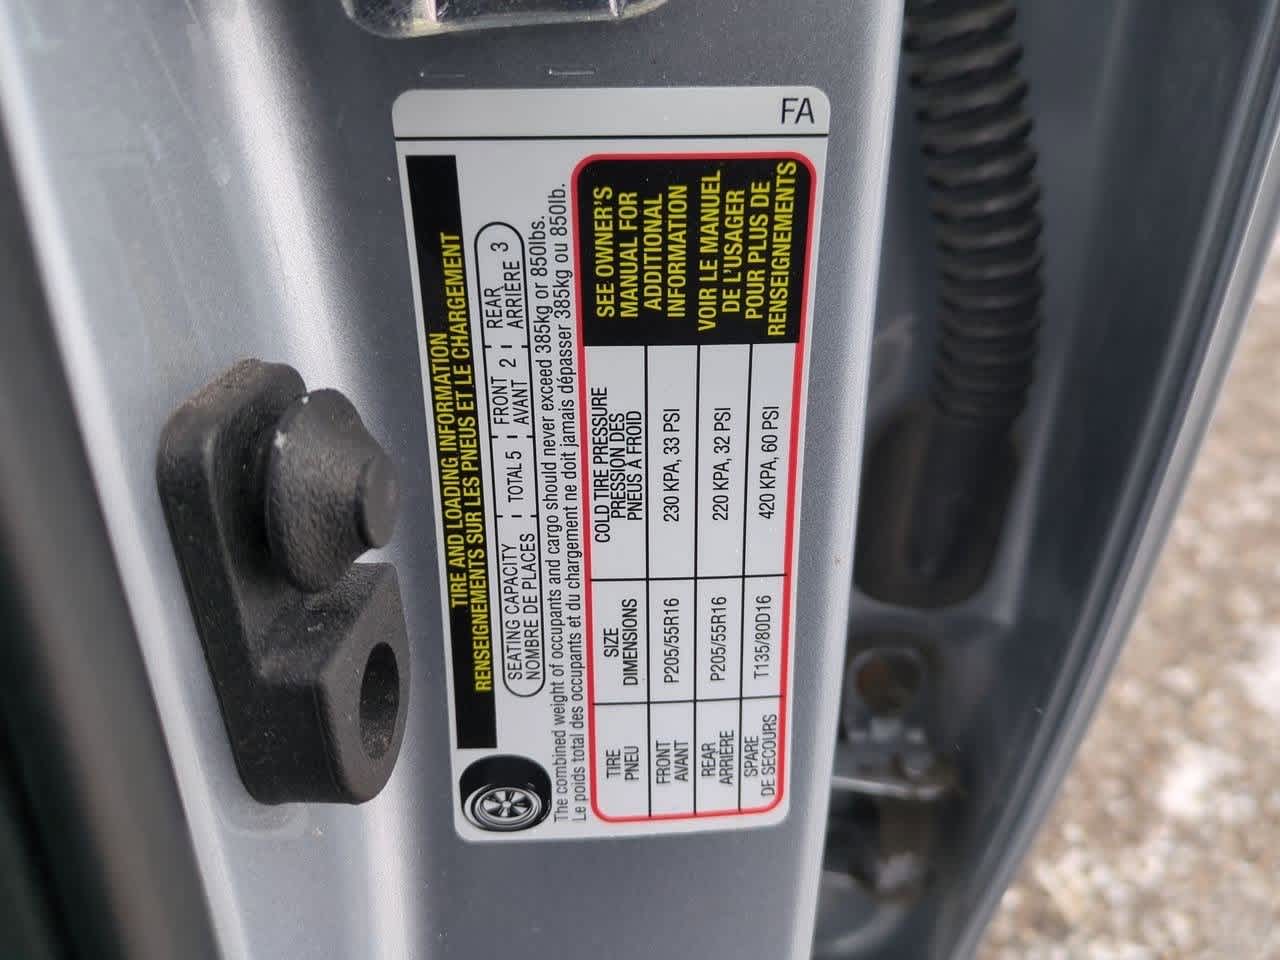 FA
TIRE AND LOADING INFORMATION
RENSEIGNEMENTS SUR LES PNEUS ET LE CHARGEMENT
SEATING CAPACITY
NOMBRE DE PLACES
TOTAL 5
FRONT
AVANT 2
REAR
ARRIÈRE 3
The combined weight of occupants and cargo should never exceed 385kg or 850lbs.
Le poids total des occupants et du chargement ne doit jamais dépasser 385kg ou 850lb.
TIRE
PNEU
SIZE
DIMENSIONS
COLD TIRE PRESSURE
PRESSION DES
PNEUS À FROID
FRONT
AVANT
P205/55R16
230 KPA, 33 PSI
REAR
ARRIÈRE
P205/55R16
220 KPA, 32 PSI
SPARE
DE SECOURS
T135/80D16
420 KPA, 60 PSI
SEE OWNER'S
MANUAL FOR
ADDITIONAL
INFORMATION
VOIR LE MANUEL
DE L'USAGER
POUR PLUS DE
RENSEIGNEMENTS